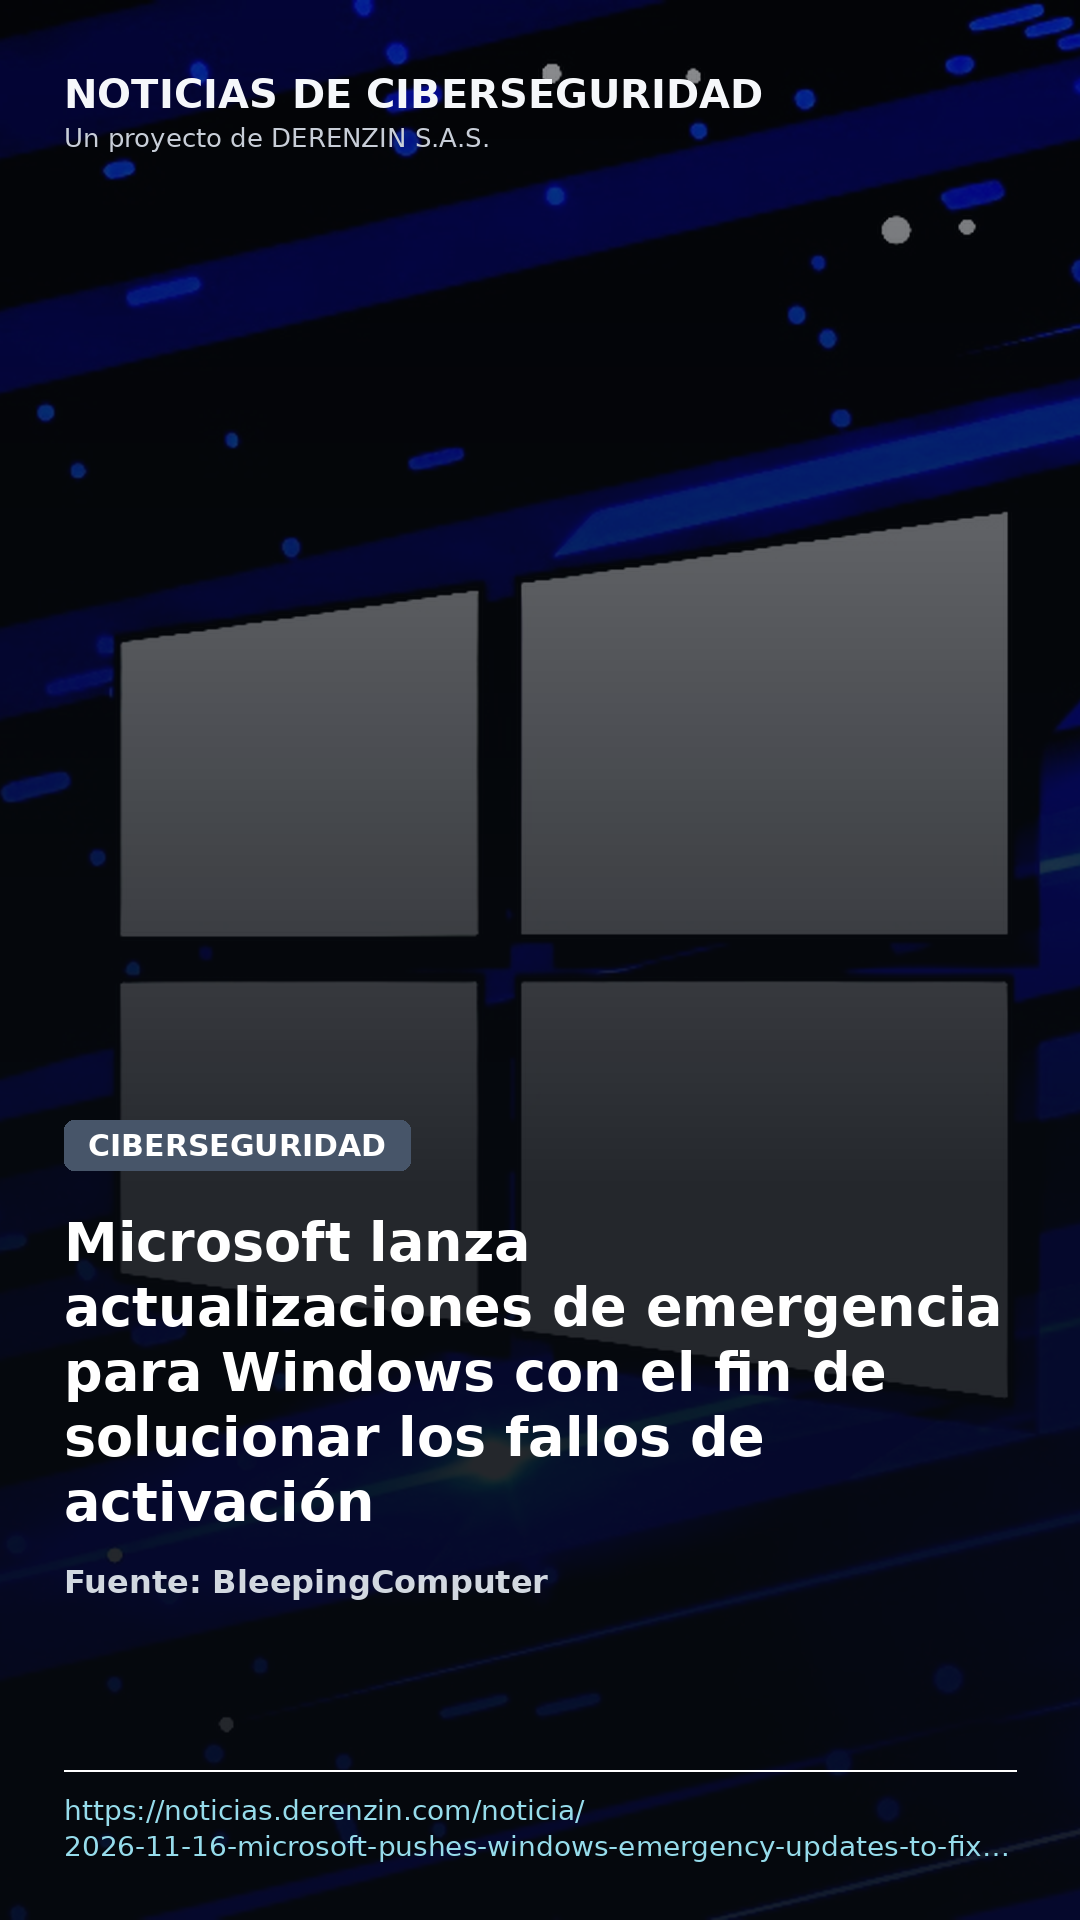 NOTICIAS DE CIBERSEGURIDAD
Un proyecto de DERENZIN S.A.S.
CIBERSEGURIDAD
Microsoft lanza
actualizaciones de emergencia
para Windows con el fin de
solucionar los fallos de
activación
Fuente: BleepingComputer
https://noticias.derenzin.com/noticia/
2026-11-16-microsoft-pushes-windows-emergency-updates-to-fix...